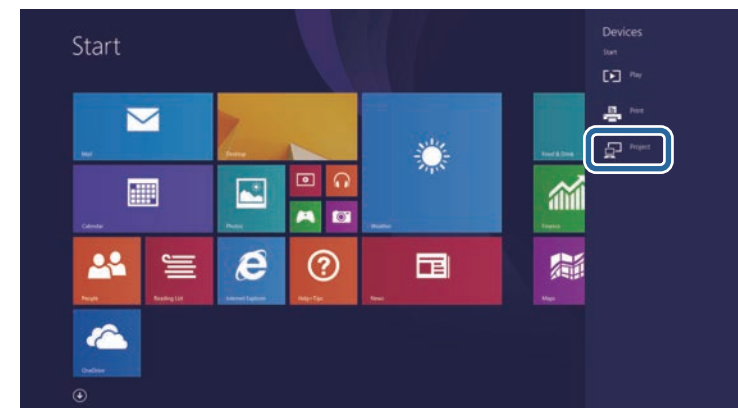 Start
Mail
Desktop
Weather
Food & Drink
Calendar
Photos
Finance
People
Reading List
Internet Explorer
Help+Tips
News
Maps
OneDrive
Devices
Start
Play
Print
Project